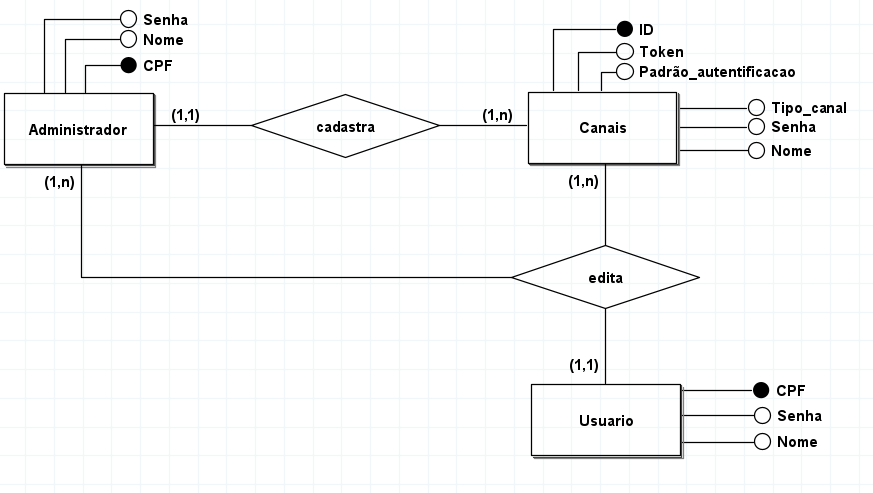 Senha
Nome
CPF
ID
Token
Padrão_autentificacao
Administrador
(1,1)
cadastra
(1,n)
Canais
Tipo_canal
Senha
Nome
(1,n)
(1,n)
edita
(1,1)
Usuario
CPF
Senha
Nome